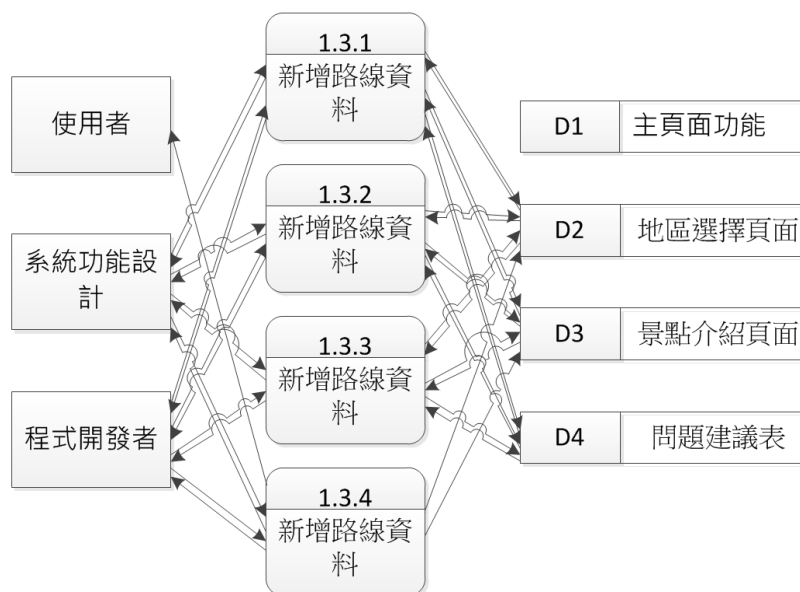 使用者
系統功能設
計
程式開發者
1.3.1
新增路線資
料
1.3.2
新增路線資
料
1.3.3
新增路線資
料
1.3.4
新增路線資
料
D1 主頁面功能
D2 地區選擇頁面
D3 景點介紹頁面
D4 問題建議表